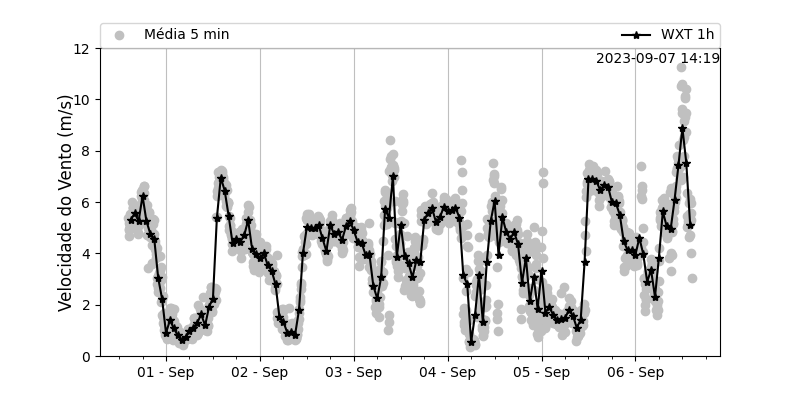 Média 5 min
WXT 1h
2023-09-07 14:19
Velocidade do Vento (m/s)
12
10
8
6
4
2
0
01 - Sep
02 - Sep
03 - Sep
04 - Sep
05 - Sep
06 - Sep